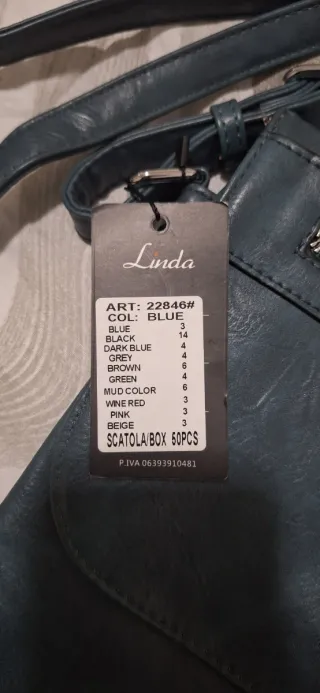 Linda
ART: 22846#
COL: BLUE
BLUE 3
BLACK 14
DARK BLUE 4
GREY 4
BROWN 6
GREEN 4
MUD COLOR 6
WINE RED 3
PINK 3
BEIGE 3
SCATOLA/BOX 50PCS
P.IVA 06393910481